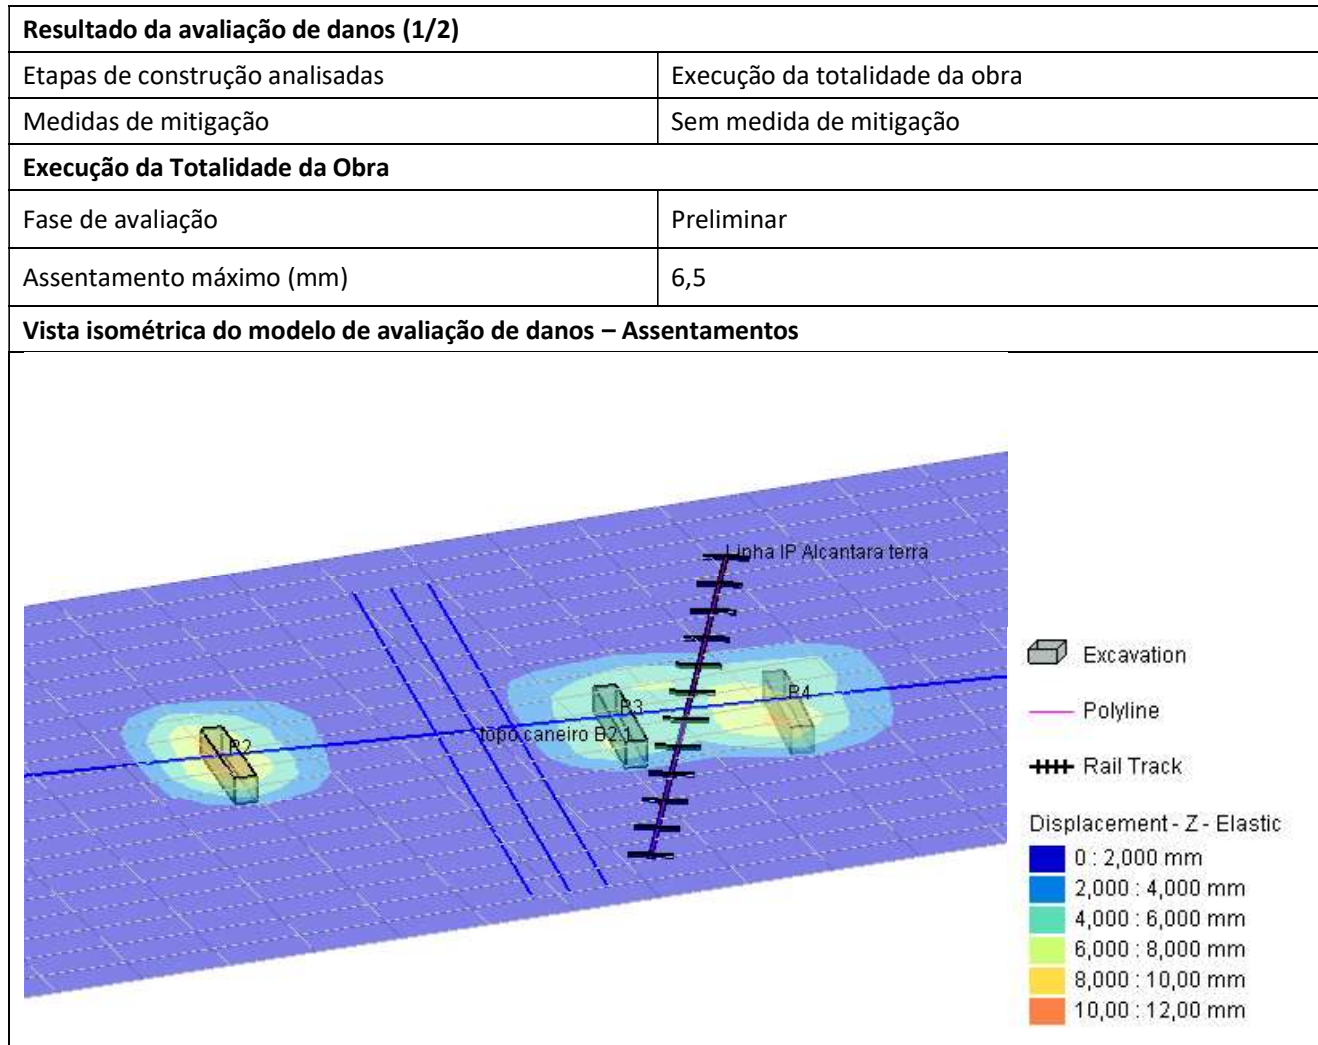 Resultado da avaliação de danos (1/2)
Etapas de construção analisadas
Execução da totalidade da obra
Medidas de mitigação
Sem medida de mitigação
Execução da Totalidade da Obra
Fase de avaliação
Preliminar
Assentamento máximo (mm)
6,5
Vista isométrica do modelo de avaliação de danos – Assentamentos
Linha IP Alcantara terra
P4
P3
topo caneiro B2.1
P2
Excavation
Polyline
Rail Track
Displacement - Z - Elastic
0 : 2,000 mm
2,000 : 4,000 mm
4,000 : 6,000 mm
6,000 : 8,000 mm
8,000 : 10,00 mm
10,00 : 12,00 mm